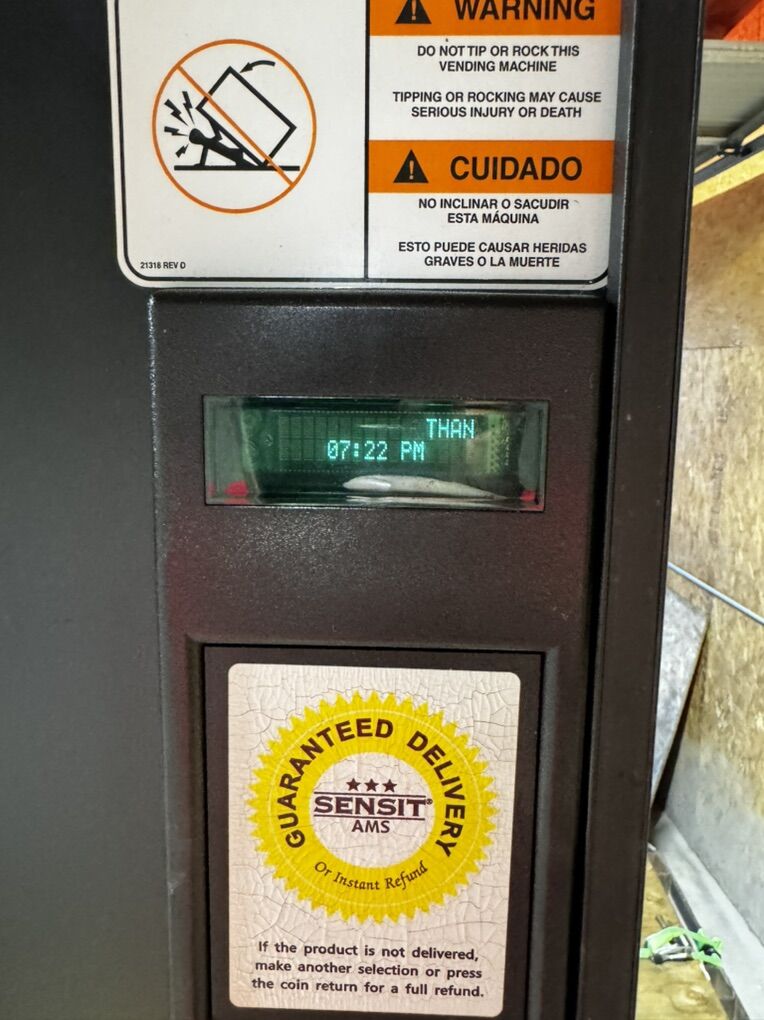 WARNING
DO NOT TIP OR ROCK THIS
VENDING MACHINE
TIPPING OR ROCKING MAY CAUSE
SERIOUS INJURY OR DEATH
CUIDADO
NO INCLINAR O SACUDIR
ESTA MÁQUINA
ESTO PUEDE CAUSAR HERIDAS
GRAVES O LA MUERTE
21318 REV D
THAN
07:22 PM
GUARANTEED DELIVERY
SENSIT®
AMS
Or Instant Refund
If the product is not delivered,
make another selection or press
the coin return for a full refund.